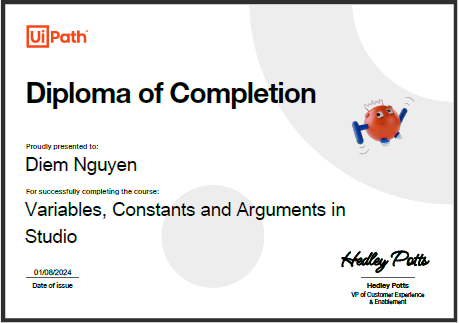 UiPath
Diploma of Completion
Proudly presented to:
Diem Nguyen
For successfully completing the course:
Variables, Constants and Arguments in
Studio
01/08/2024
Date of issue
Hedley Potts
Hedley Potts
VP of Customer Experience
& Enablement